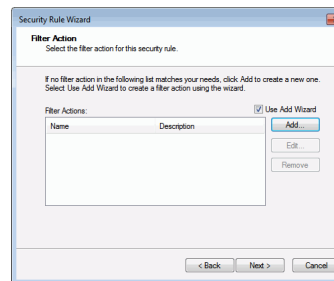 Security Rule Wizard
Filter Action
Select the filter action for this security rule.
If no filter action in the following list matches your needs, click Add to create a new one.
Select Use Add Wizard to create a filter action using the wizard.
Filter Actions:
Use Add Wizard
Name Description
Add...
Edit...
Remove
< Back Next > Cancel